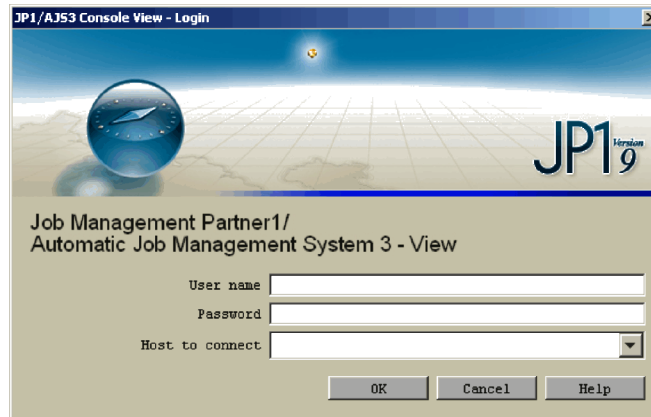 JP1/AJS3 Console View - Login
JP1 Version 9
Job Management Partner1/
Automatic Job Management System 3 - View
User name
Password
Host to connect
OK Cancel Help